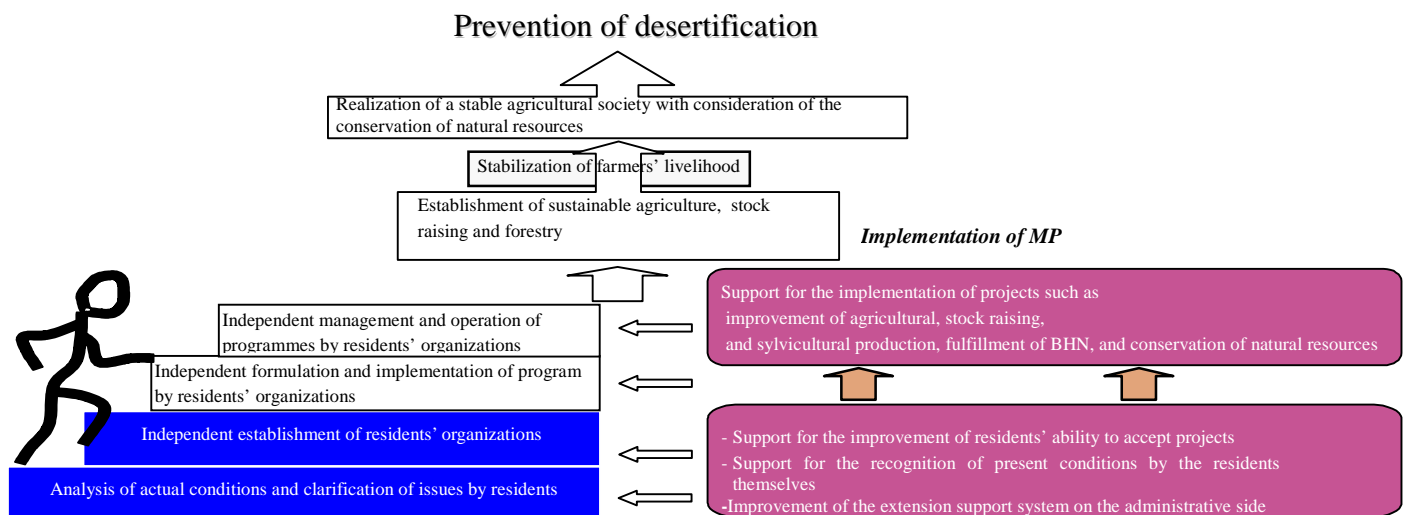 Prevention of desertification
Realization of a stable agricultural society with consideration of the
conservation of natural resources
Stabilization of farmers’ livelihood
Establishment of sustainable agriculture, stock
raising and forestry
Implementation of MP
Independent management and operation of
programmes by residents’ organizations
Independent formulation and implementation of program
by residents’ organizations
Independent establishment of residents’ organizations
Analysis of actual conditions and clarification of issues by residents
Support for the implementation of projects such as
improvement of agricultural, stock raising,
and sylvicultural production, fulfillment of BHN, and conservation of natural resources
- Support for the improvement of residents’ ability to accept projects
- Support for the recognition of present conditions by the residents
themselves
-Improvement of the extension support system on the administrative side